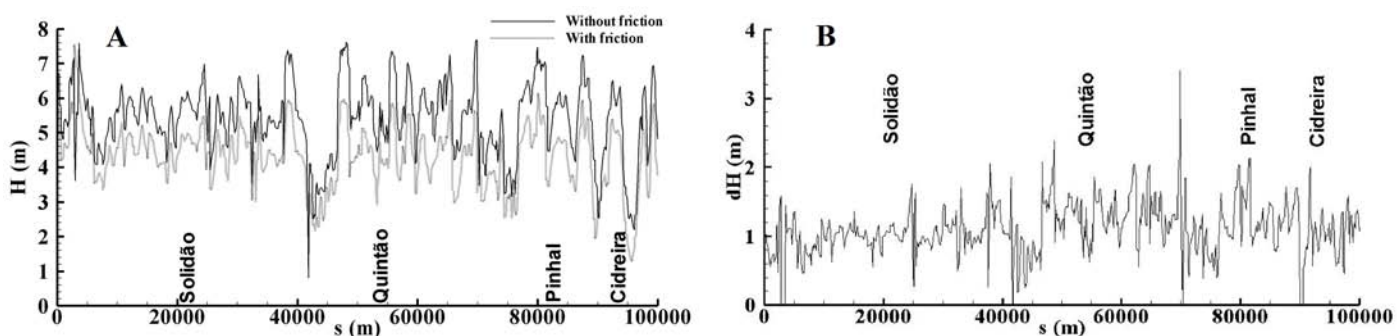 A
Without friction
With friction
8
7
6
5
4
3
2
1
0
H (m)
Solidão
Quintão
Pinhal
Cidreira
0 20000 40000 60000 80000 100000
s (m)
B
4
3
2
1
0
dH (m)
Solidão
Quintão
Pinhal
Cidreira
0 20000 40000 60000 80000 100000
s (m)